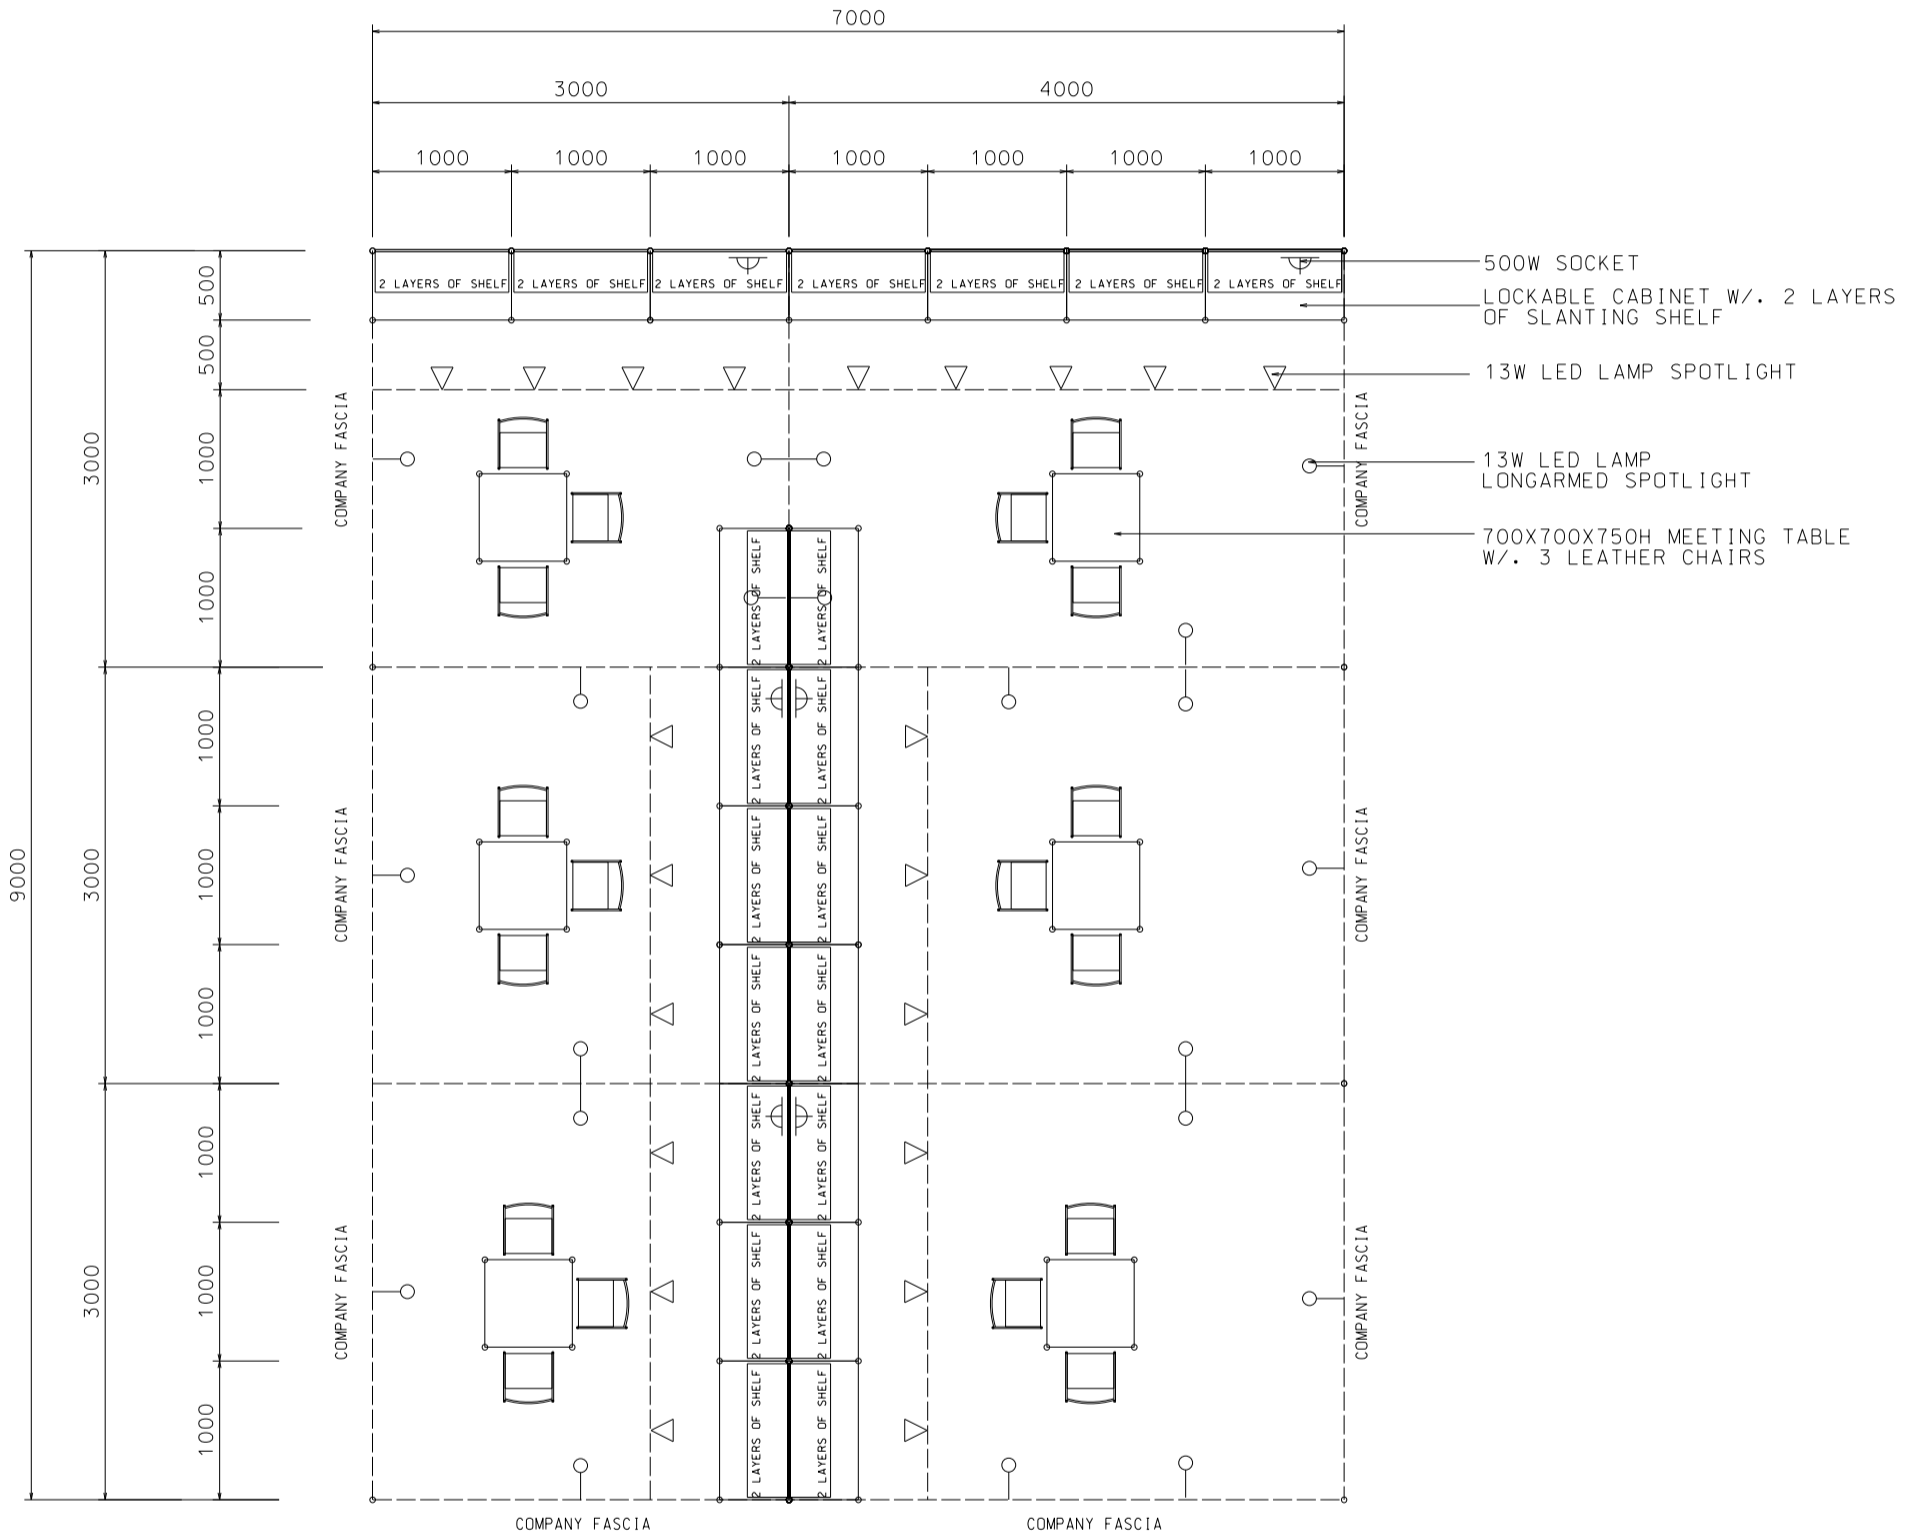 7000
3000 4000
1000 1000 1000 1000 1000 1000 1000
2 LAYERS OF SHELF 2 LAYERS OF SHELF 2 LAYERS OF SHELF 2 LAYERS OF SHELF 2 LAYERS OF SHELF 2 LAYERS OF SHELF 2 LAYERS OF SHELF
500W SOCKET
LOCKABLE CABINET W/. 2 LAYERS
OF SLANTING SHELF
13W LED LAMP SPOTLIGHT
13W LED LAMP
LONGARMED SPOTLIGHT
700X700X750H MEETING TABLE
W/. 3 LEATHER CHAIRS
9000
3000
3000
3000
500
500
1000
1000
1000
1000
1000
1000
1000
1000
COMPANY FASCIA
COMPANY FASCIA
COMPANY FASCIA
2 LAYERS OF SHELF
2 LAYERS OF SHELF
2 LAYERS OF SHELF
2 LAYERS OF SHELF
2 LAYERS OF SHELF
2 LAYERS OF SHELF
2 LAYERS OF SHELF
2 LAYERS OF SHELF
2 LAYERS OF SHELF
2 LAYERS OF SHELF
2 LAYERS OF SHELF
2 LAYERS OF SHELF
2 LAYERS OF SHELF
2 LAYERS OF SHELF
COMPANY FASCIA
COMPANY FASCIA
COMPANY FASCIA
COMPANY FASCIA COMPANY FASCIA